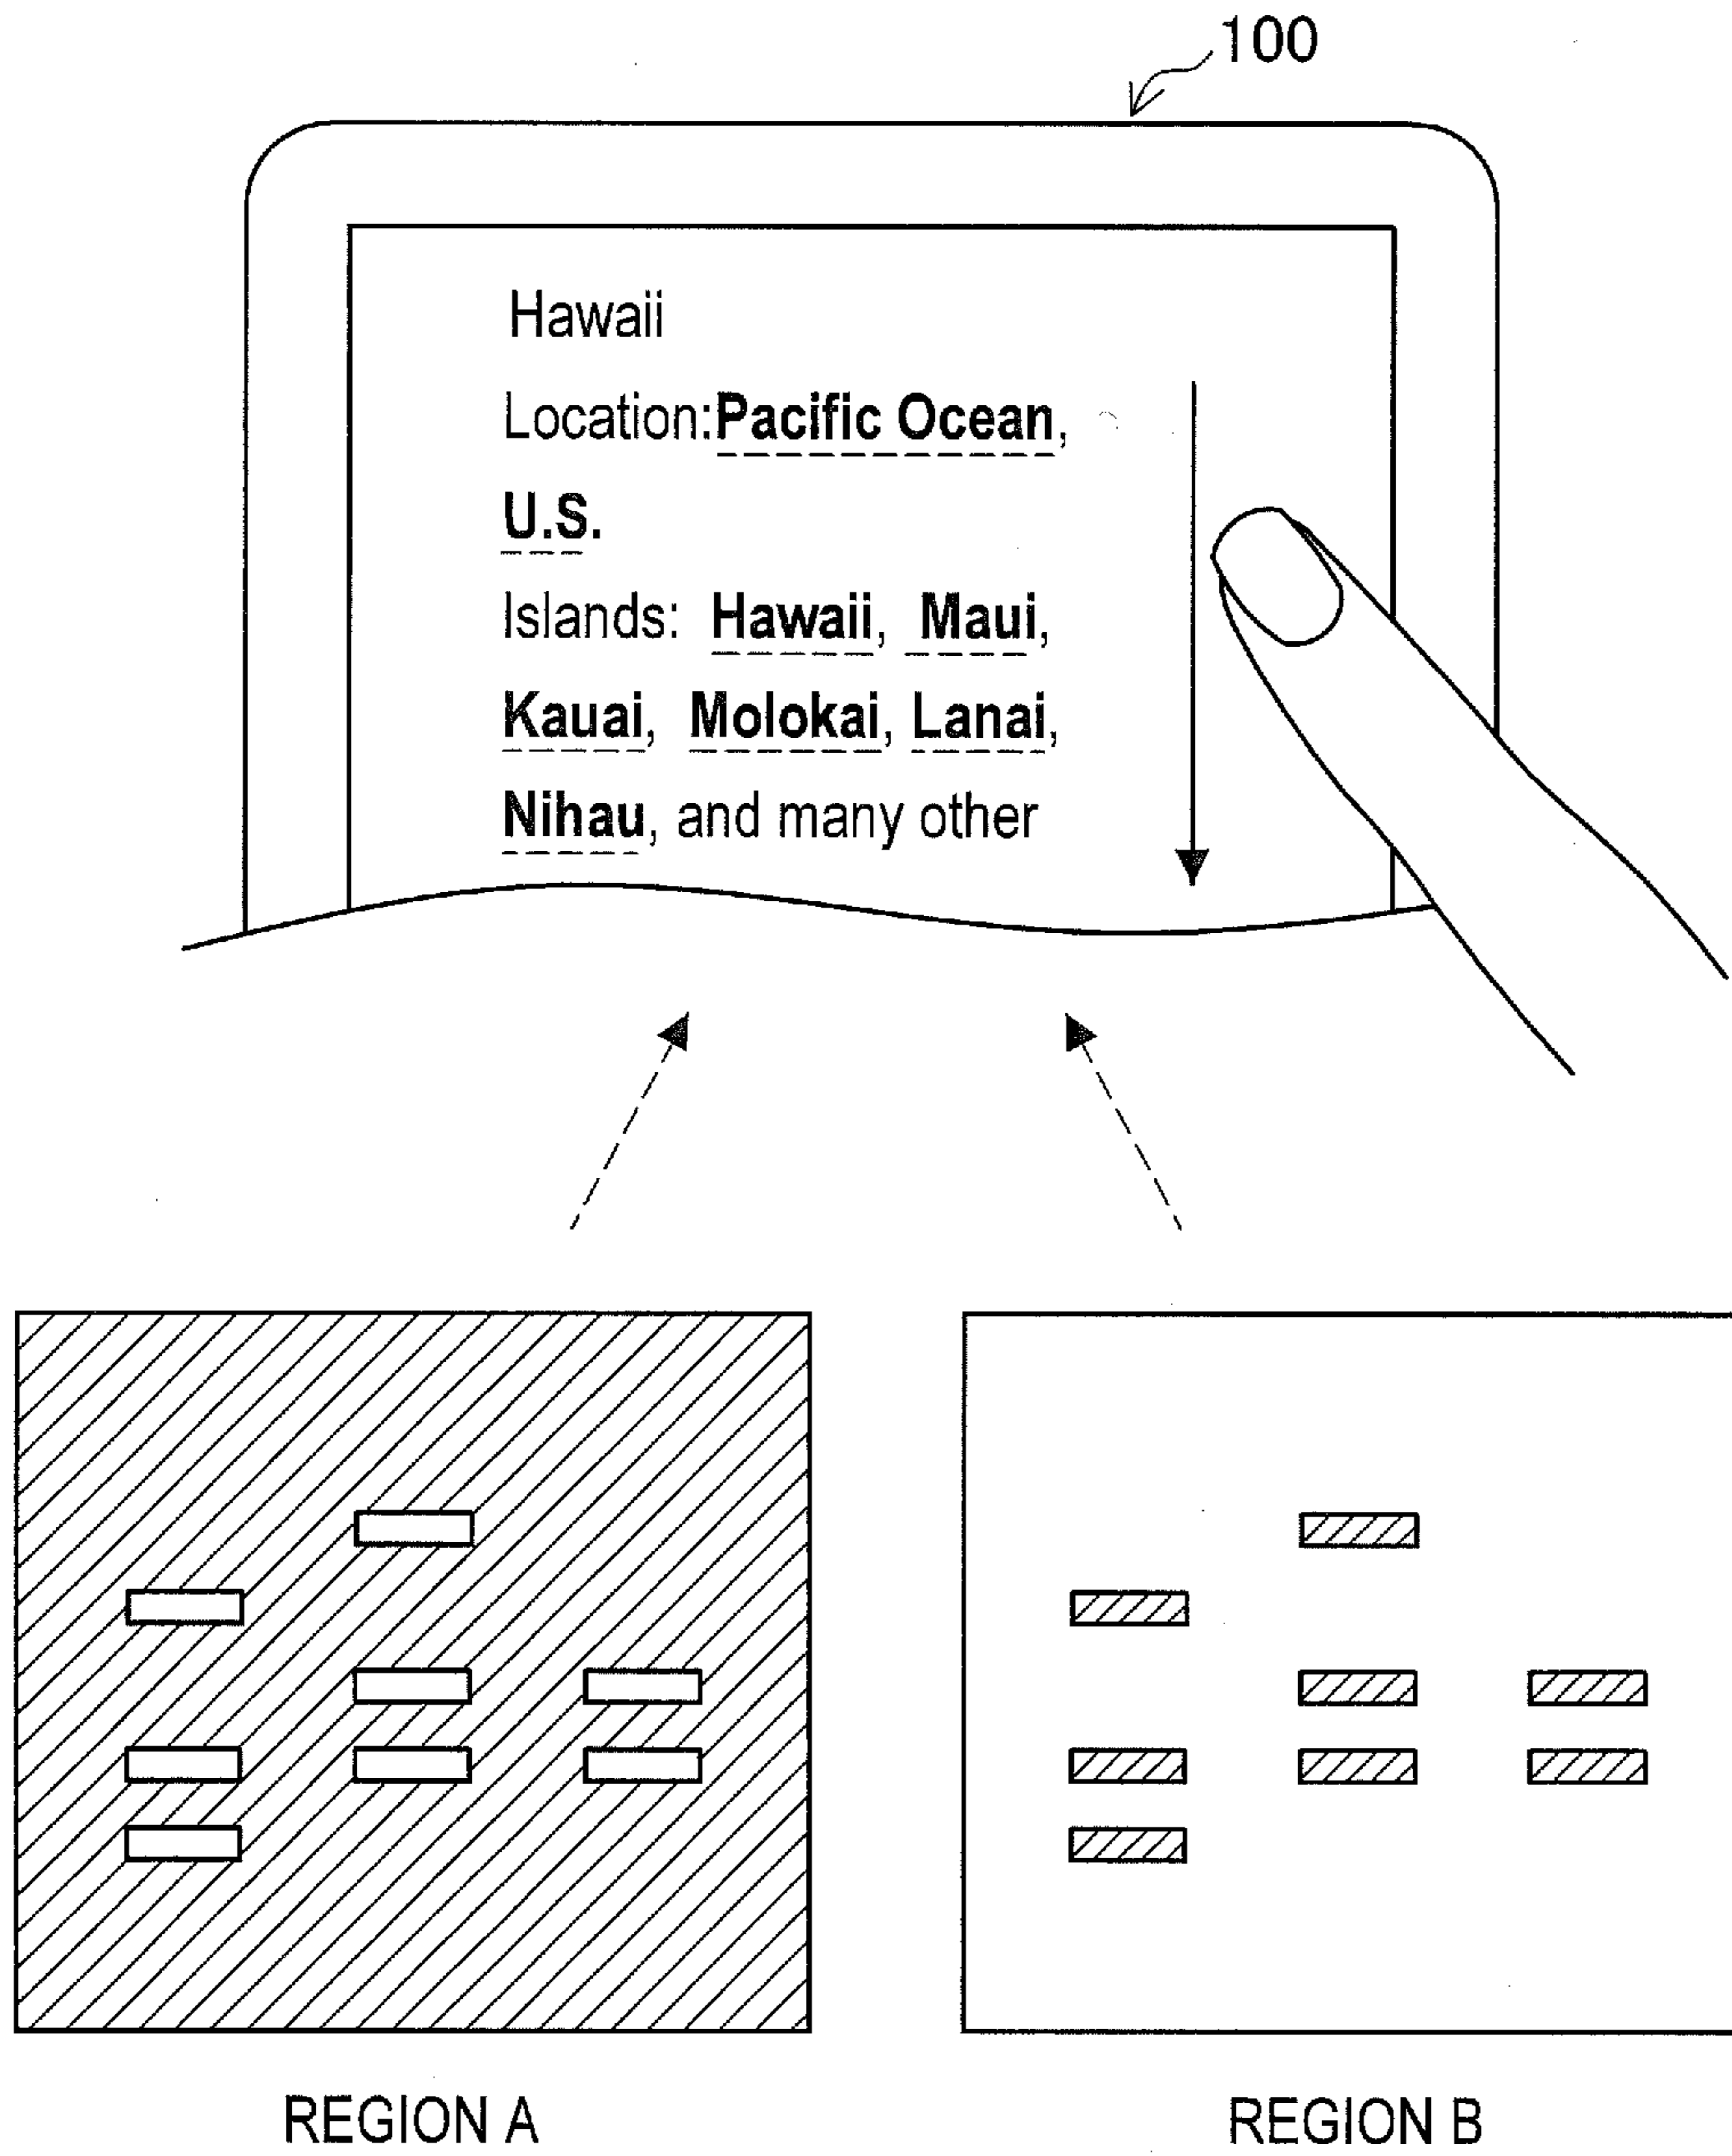 100
Hawaii
Location:Pacific Ocean,
U.S.
Islands: Hawaii, Maui,
Kauai, Molokai, Lanai,
Nihau, and many other
REGION A
REGION B